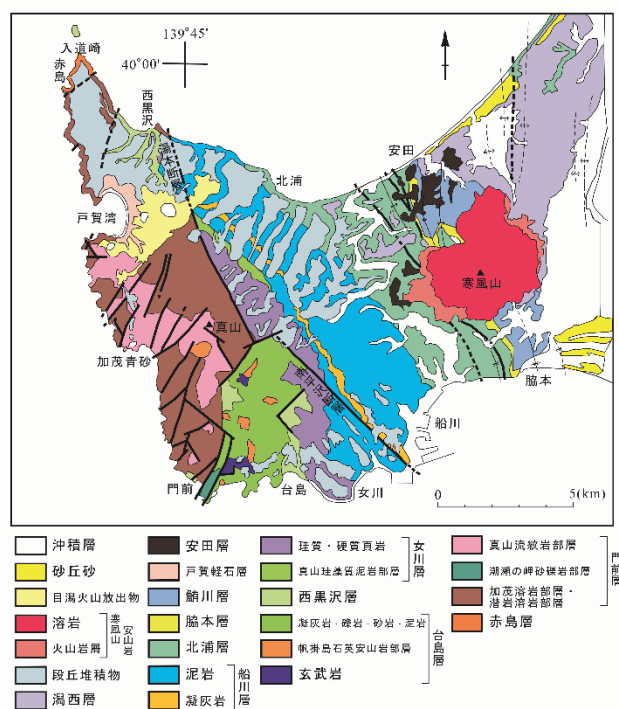 139°45′
40°00′
入道崎
赤島
西黒沢
安田
北浦
戸賀湾
寒風山
真山
加茂青砂
脇本
船川
門前
台島
女川
0 5(km)
沖積層
砂丘砂
目潟火山放出物
溶岩
火山岩屑
寒風山
安山岩
段丘堆積物
潟西層
安田層
戸賀軽石層
鮪川層
脇本層
北浦層
泥岩
凝灰岩
船川層
珪質・硬質頁岩
真山珪藻質泥岩部層
女川層
西黒沢層
凝灰岩・礫岩・砂岩・泥岩
帆掛島石英安山岩部層
玄武岩
台島層
真山流紋岩部層
潮瀬の岬砂礫岩部層
加茂溶岩部層・
潜岩溶岩部層
門前層
赤島層